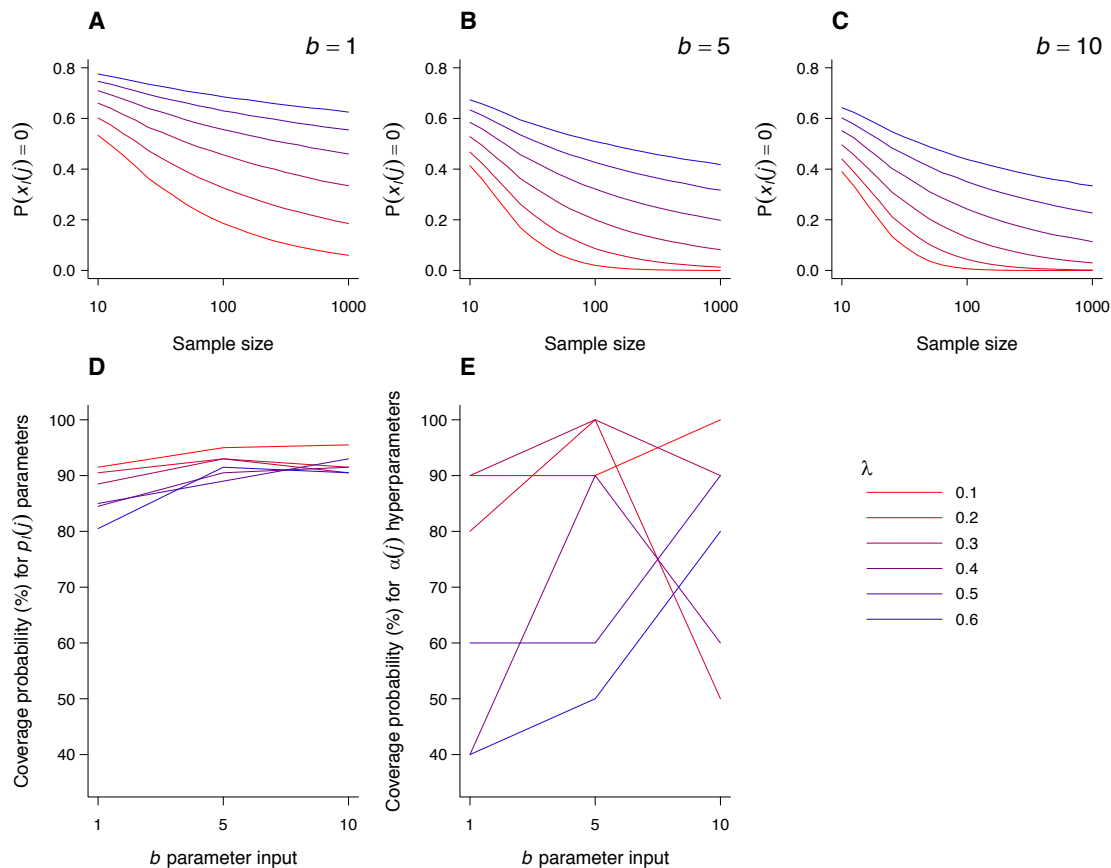 A
b = 1
P(xᵢ(j) = 0)
0.8
0.6
0.4
0.2
0.0
10 100 1000
Sample size
B
b = 5
P(xᵢ(j) = 0)
0.8
0.6
0.4
0.2
0.0
10 100 1000
Sample size
C
b = 10
P(xᵢ(j) = 0)
0.8
0.6
0.4
0.2
0.0
10 100 1000
Sample size
D
Coverage probability (%) for pᵢ(j) parameters
100
90
80
70
60
50
40
1 5 10
b parameter input
E
Coverage probability (%) for α(j) hyperparameters
100
90
80
70
60
50
40
1 5 10
b parameter input
λ
0.1
0.2
0.3
0.4
0.5
0.6